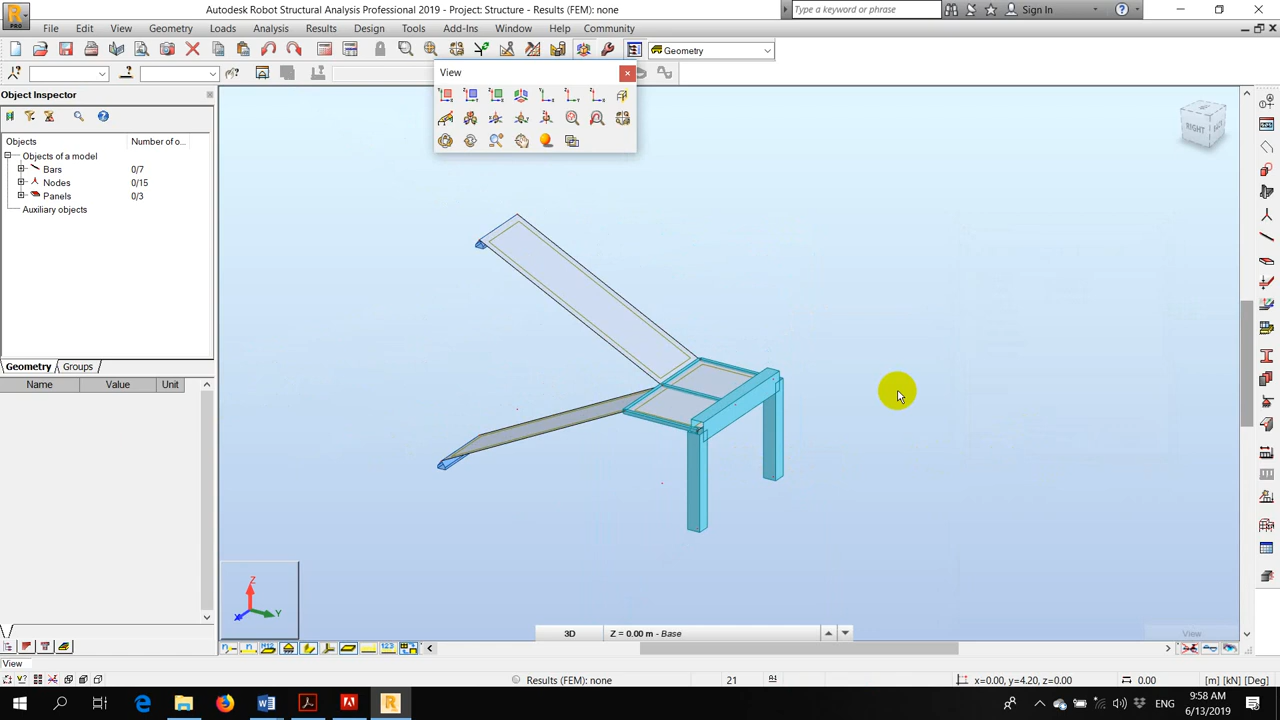 Autodesk Robot Structural Analysis Professional 2019 - Project: Structure - Results (FEM): none
Type a keyword or phrase
Sign In
PRO
File Edit View Geometry Loads Analysis Results Design Tools Add-Ins Window Help Community
Geometry
View
Object Inspector
Objects Number of o...
Objects of a model
Bars 0/7
Nodes 0/15
Panels 0/3
Auxiliary objects
RIGHT
Geometry Groups
Name Value Unit
Z
X Y
3D Z = 0.00 m - Base
View
View
Results (FEM): none 21 x=0.00, y=4.20, z=0.00 0.00 [m] [kN] [Deg]
ENG
9:58 AM
6/13/2019